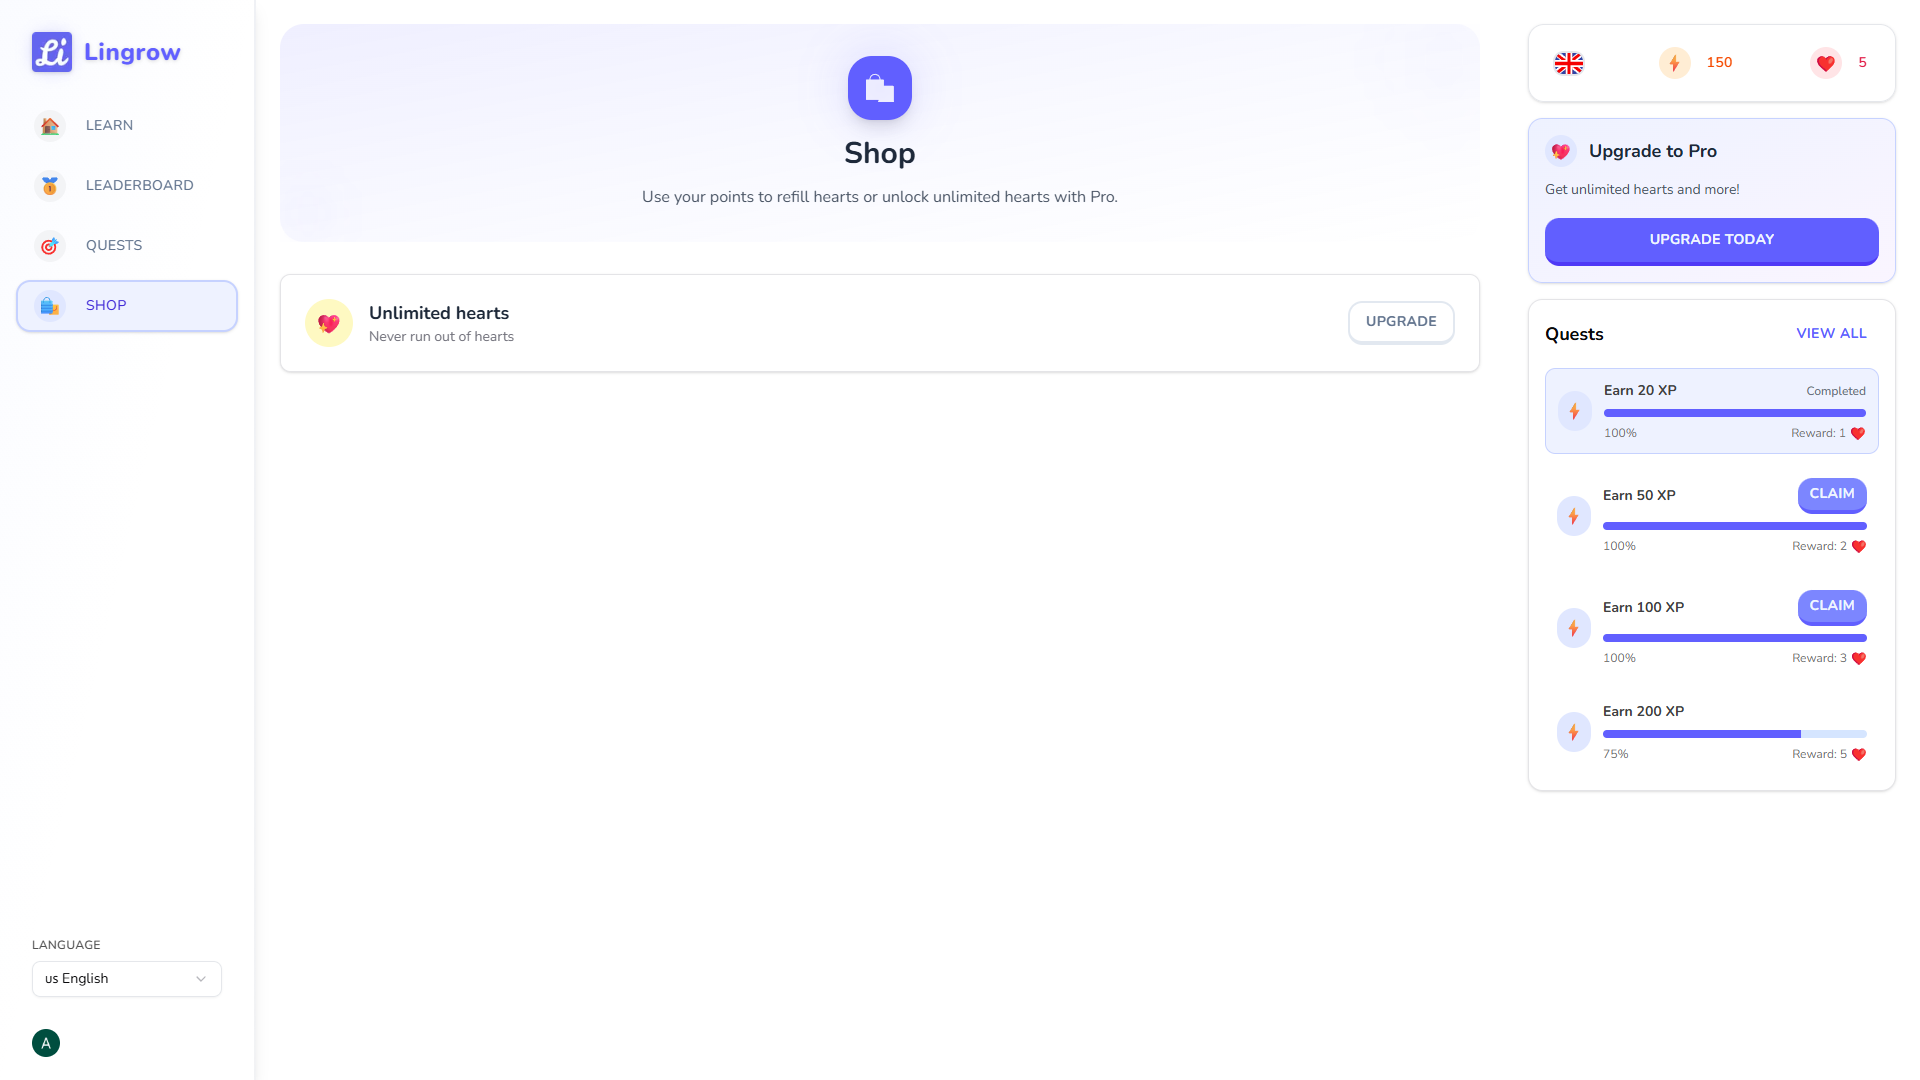 Li Lingrow
LEARN
LEADERBOARD
QUESTS
SHOP
LANGUAGE
us English
A
Shop
Use your points to refill hearts or unlock unlimited hearts with Pro.
Unlimited hearts
Never run out of hearts
UPGRADE
150
5
Upgrade to Pro
Get unlimited hearts and more!
UPGRADE TODAY
Quests
VIEW ALL
Earn 20 XP
Completed
100%
Reward: 1
Earn 50 XP
CLAIM
100%
Reward: 2
Earn 100 XP
CLAIM
100%
Reward: 3
Earn 200 XP
75%
Reward: 5